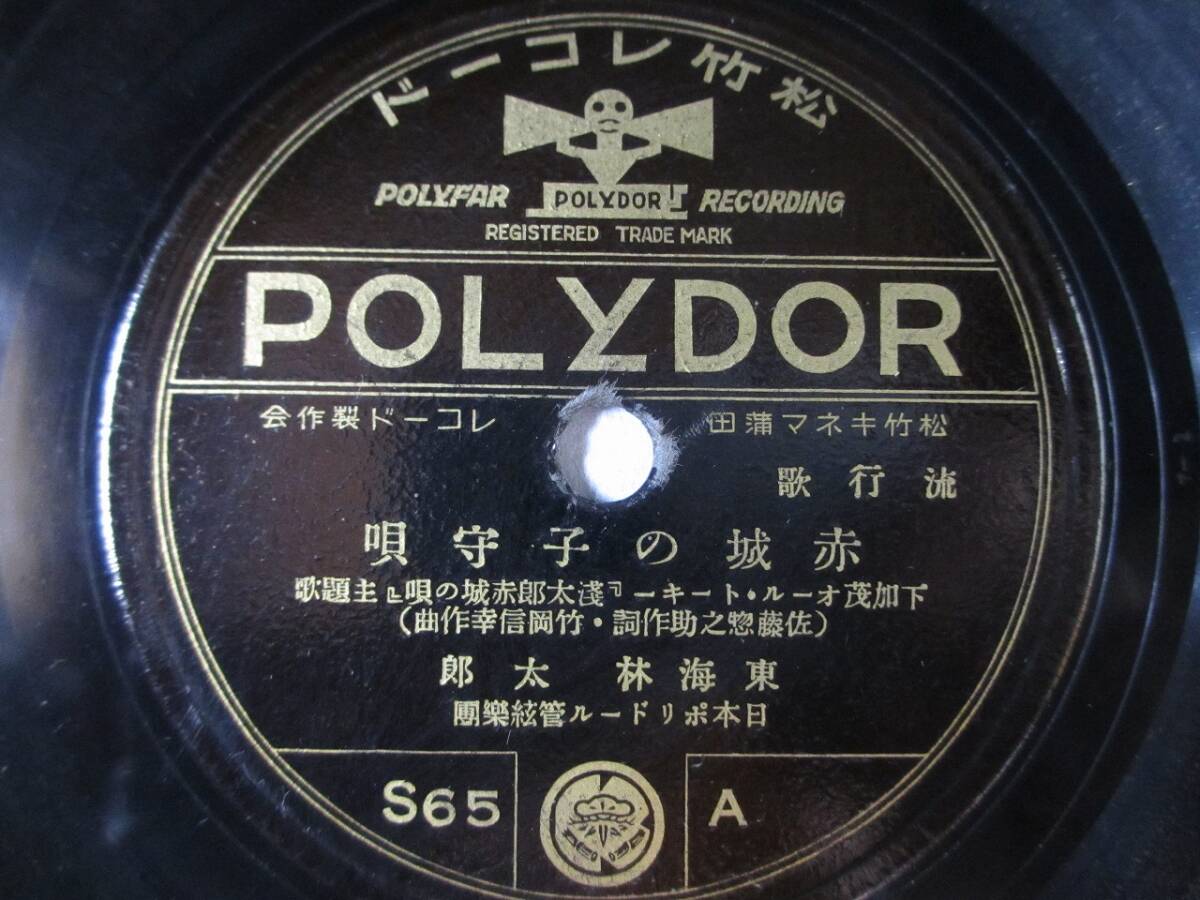 松竹レコード
POLYFAR POLYDOR RECORDING
REGISTERED TRADE MARK
POLYDOR
松竹キネマ蒲田 レコード製作会
流行歌
赤城の子守唄
下加茂オール・トーキー『淺太郎赤城の唄』主題歌
(佐藤惣之助作詞・竹岡信幸作曲)
東海林太郎
日本ポリドール管絃樂團
S65 A